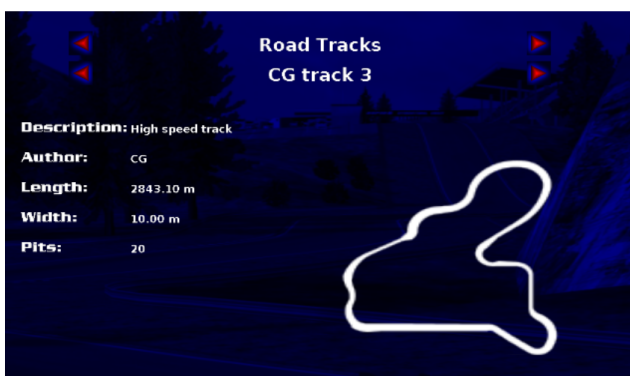 Road Tracks
CG track 3
Description: High speed track
Author: CG
Length: 2843.10 m
Width: 10.00 m
Pits: 20